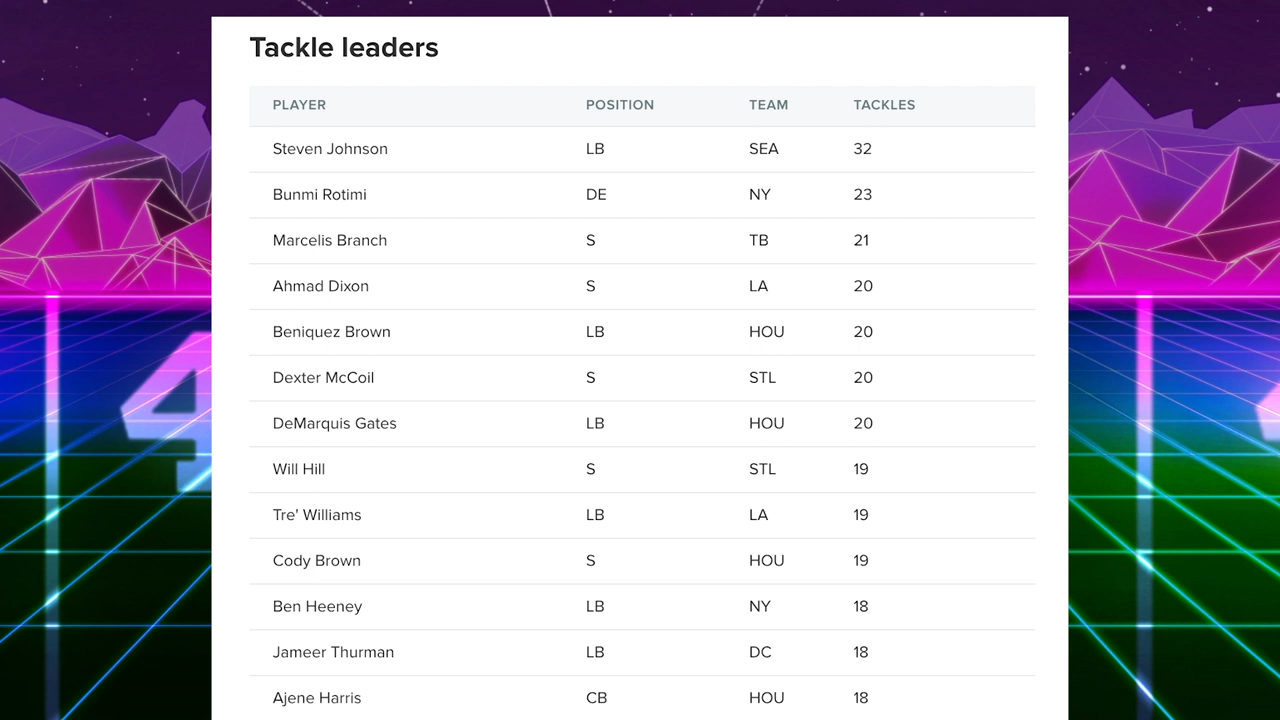 Tackle leaders
PLAYER POSITION TEAM TACKLES
Steven Johnson LB SEA 32
Bunmi Rotimi DE NY 23
Marcelis Branch S TB 21
Ahmad Dixon S LA 20
Beniquez Brown LB HOU 20
Dexter McCoil S STL 20
DeMarquis Gates LB HOU 20
Will Hill S STL 19
Tre' Williams LB LA 19
Cody Brown S HOU 19
Ben Heeney LB NY 18
Jameer Thurman LB DC 18
Ajene Harris CB HOU 18
4